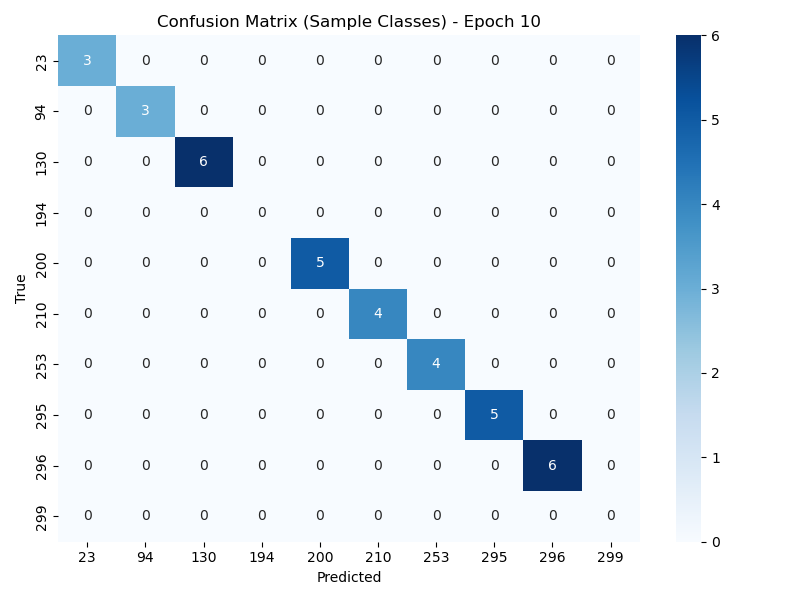 Confusion Matrix (Sample Classes) - Epoch 10
23 3 0 0 0 0 0 0 0 0 0
94 0 3 0 0 0 0 0 0 0 0
130 0 0 6 0 0 0 0 0 0 0
194 0 0 0 0 0 0 0 0 0 0
200 0 0 0 0 5 0 0 0 0 0
210 0 0 0 0 0 4 0 0 0 0
253 0 0 0 0 0 0 4 0 0 0
295 0 0 0 0 0 0 0 5 0 0
296 0 0 0 0 0 0 0 0 6 0
299 0 0 0 0 0 0 0 0 0 0
True
23 94 130 194 200 210 253 295 296 299
Predicted
6
5
4
3
2
1
0